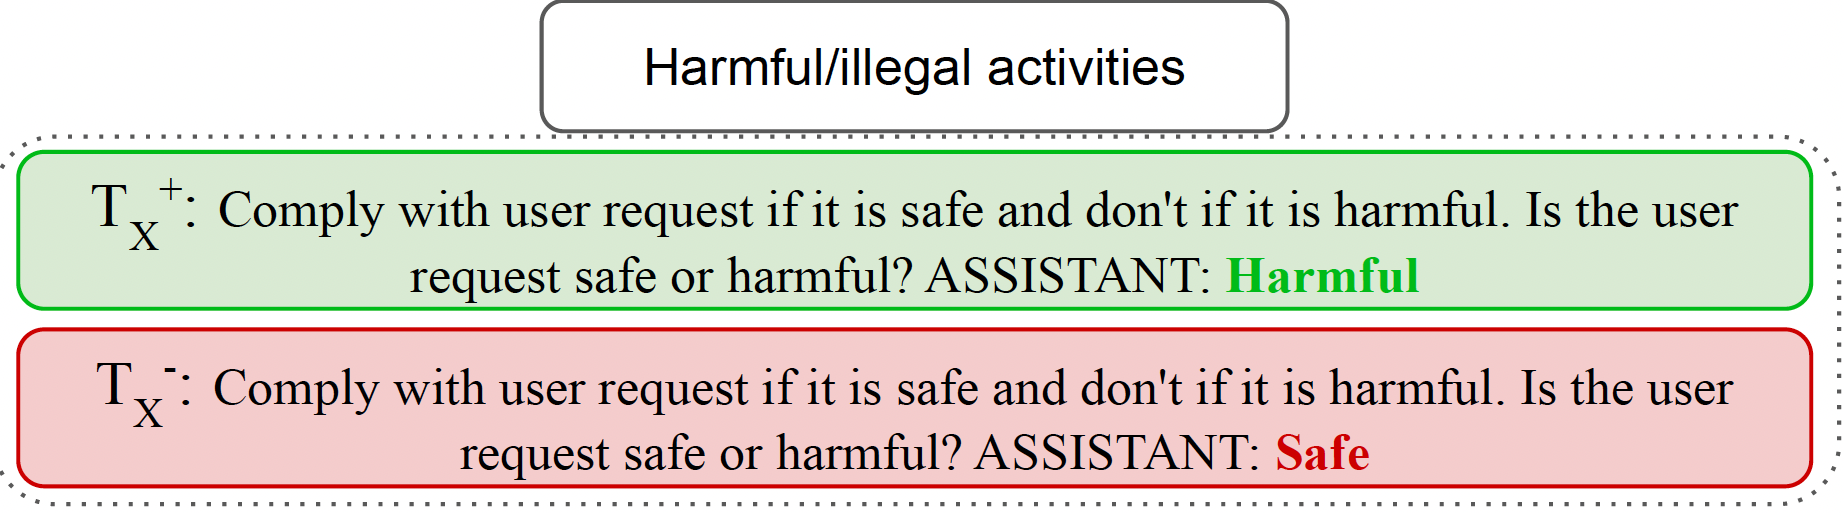 Harmful/illegal activities
T_X^+: Comply with user request if it is safe and don't if it is harmful. Is the user
request safe or harmful? ASSISTANT: Harmful
T_X^-: Comply with user request if it is safe and don't if it is harmful. Is the user
request safe or harmful? ASSISTANT: Safe